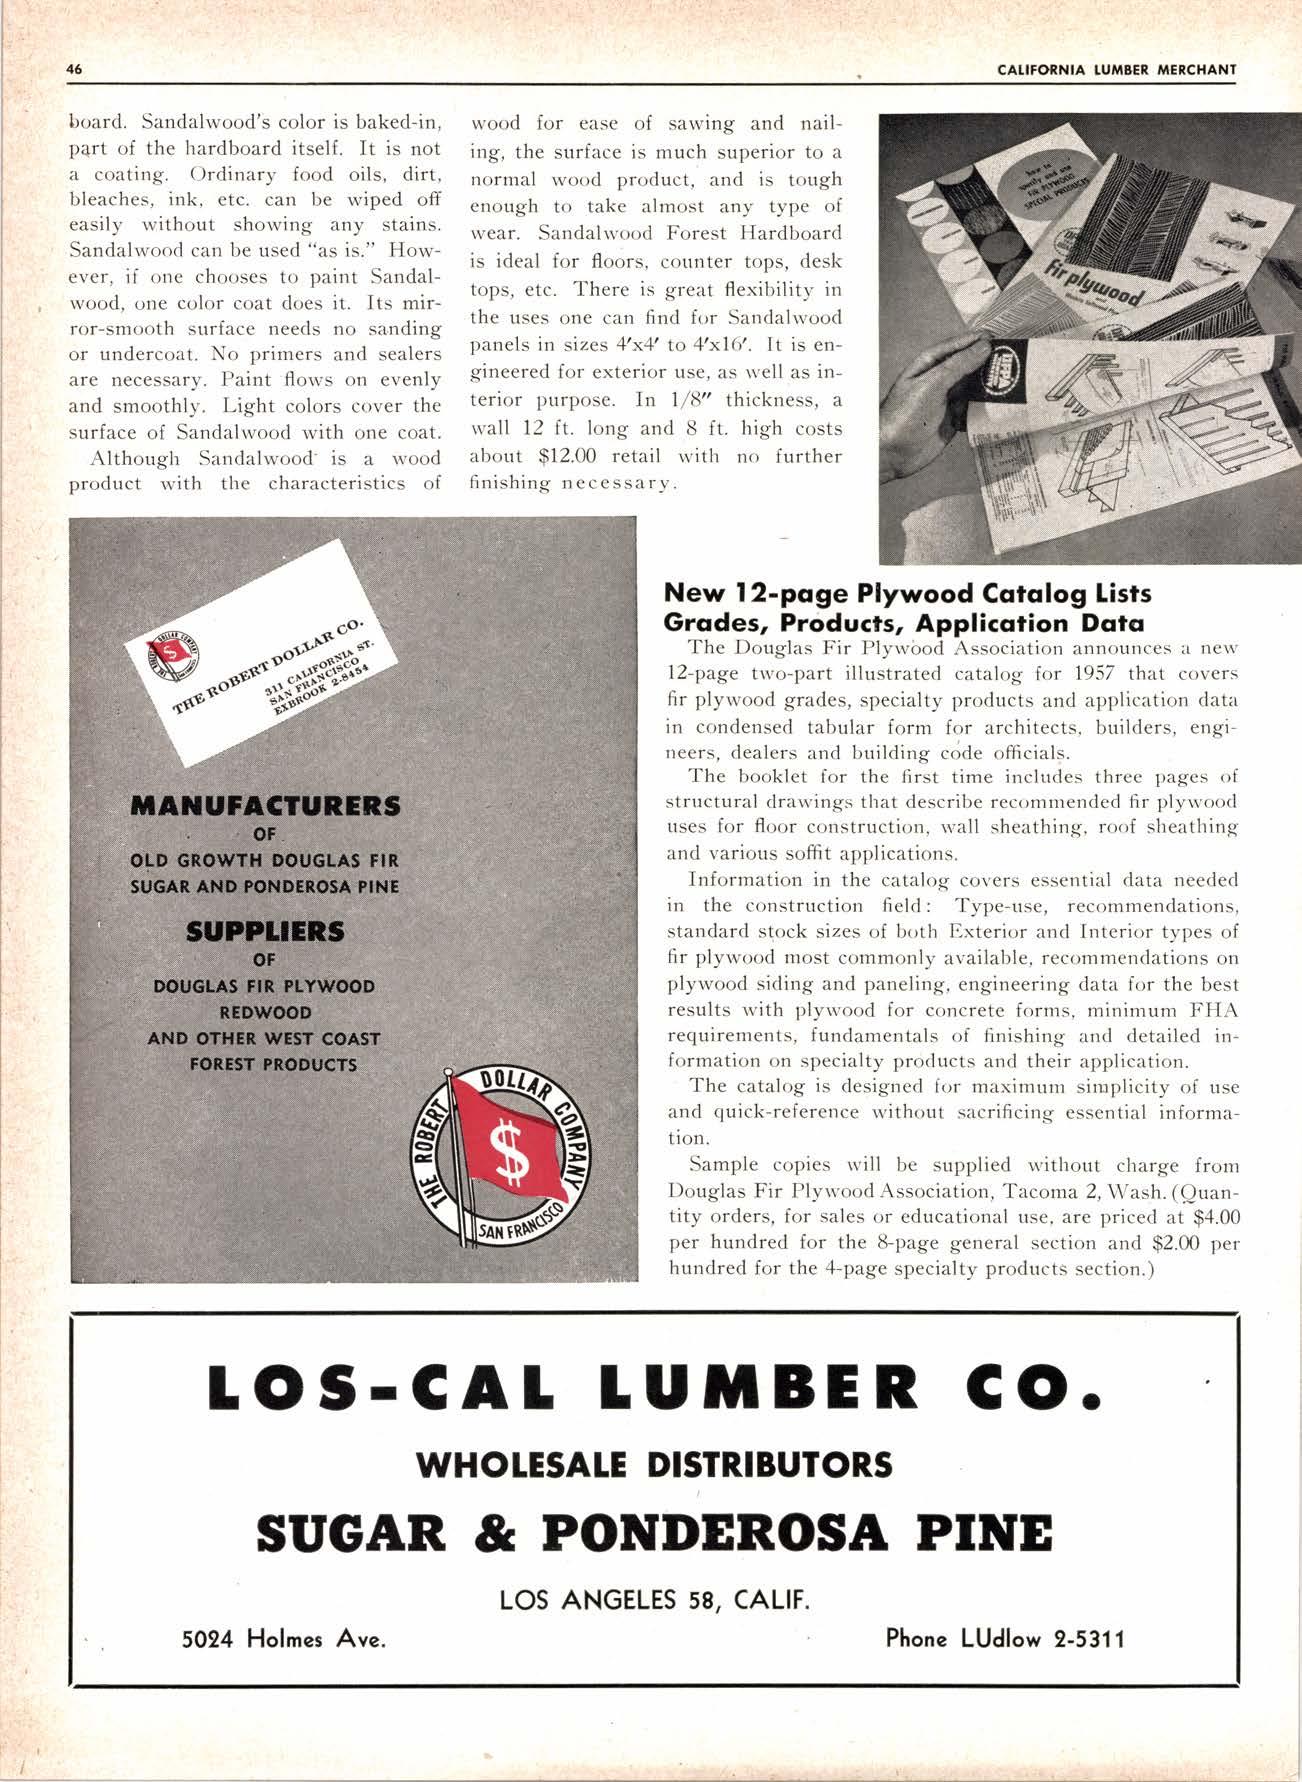 46
CALIFORNIA LUMBER MERCHANT
board. Sandalwood's color is baked-in,
part of the hardboard itself. It is not
a coating. Ordinary food oils, dirt,
bleaches, ink, etc. can be wiped off
easily without showing any stains.
Sandalwood can be used "as is." How-
ever, if one chooses to paint Sandal-
wood, one color coat does it. Its mir-
ror-smooth surface needs no sanding
or undercoat. No primers and sealers
are necessary. Paint flows on evenly
and smoothly. Light colors cover the
surface of Sandalwood with one coat.
Although Sandalwood is a wood
product with the characteristics of
wood for ease of sawing and nail-
ing, the surface is much superior to a
normal wood product, and is tough
enough to take almost any type of
wear. Sandalwood Forest Hardboard
is ideal for floors, counter tops, desk
tops, etc. There is great flexibility in
the uses one can find for Sandalwood
panels in sizes 4'x4' to 4'x16'. It is en-
gineered for exterior use, as well as in-
terior purpose. In 1/8" thickness, a
wall 12 ft. long and 8 ft. high costs
about $12.00 retail with no further
finishing necessary.
how to
specify and use
FIR PLYWOOD
SPECIAL PRODUCTS
fir plywood
DFPA
THE ROBERT DOLLAR COMPANY
$
THE ROBERT DOLLAR CO.
311 CALIFORNIA ST.
SAN FRANCISCO
EXBROOK 2-8454
MANUFACTURERS
OF
OLD GROWTH DOUGLAS FIR
SUGAR AND PONDEROSA PINE
SUPPLIERS
OF
DOUGLAS FIR PLYWOOD
REDWOOD
AND OTHER WEST COAST
FOREST PRODUCTS
THE ROBERT DOLLAR COMPANY
$
SAN FRANCISCO
New 12-page Plywood Catalog Lists
Grades, Products, Application Data
The Douglas Fir Plywood Association announces a new
12-page two-part illustrated catalog for 1957 that covers
fir plywood grades, specialty products and application data
in condensed tabular form for architects, builders, engi-
neers, dealers and building code officials.
The booklet for the first time includes three pages of
structural drawings that describe recommended fir plywood
uses for floor construction, wall sheathing, roof sheathing
and various soffit applications.
Information in the catalog covers essential data needed
in the construction field: Type-use, recommendations,
standard stock sizes of both Exterior and Interior types of
fir plywood most commonly available, recommendations on
plywood siding and paneling, engineering data for the best
results with plywood for concrete forms, minimum FHA
requirements, fundamentals of finishing and detailed in-
formation on specialty products and their application.
The catalog is designed for maximum simplicity of use
and quick-reference without sacrificing essential informa-
tion.
Sample copies will be supplied without charge from
Douglas Fir Plywood Association, Tacoma 2, Wash. (Quan-
tity orders, for sales or educational use, are priced at $4.00
per hundred for the 8-page general section and $2.00 per
hundred for the 4-page specialty products section.)
LOS-CAL LUMBER CO.
WHOLESALE DISTRIBUTORS
SUGAR & PONDEROSA PINE
LOS ANGELES 58, CALIF.
5024 Holmes Ave.
Phone LUdlow 2-5311